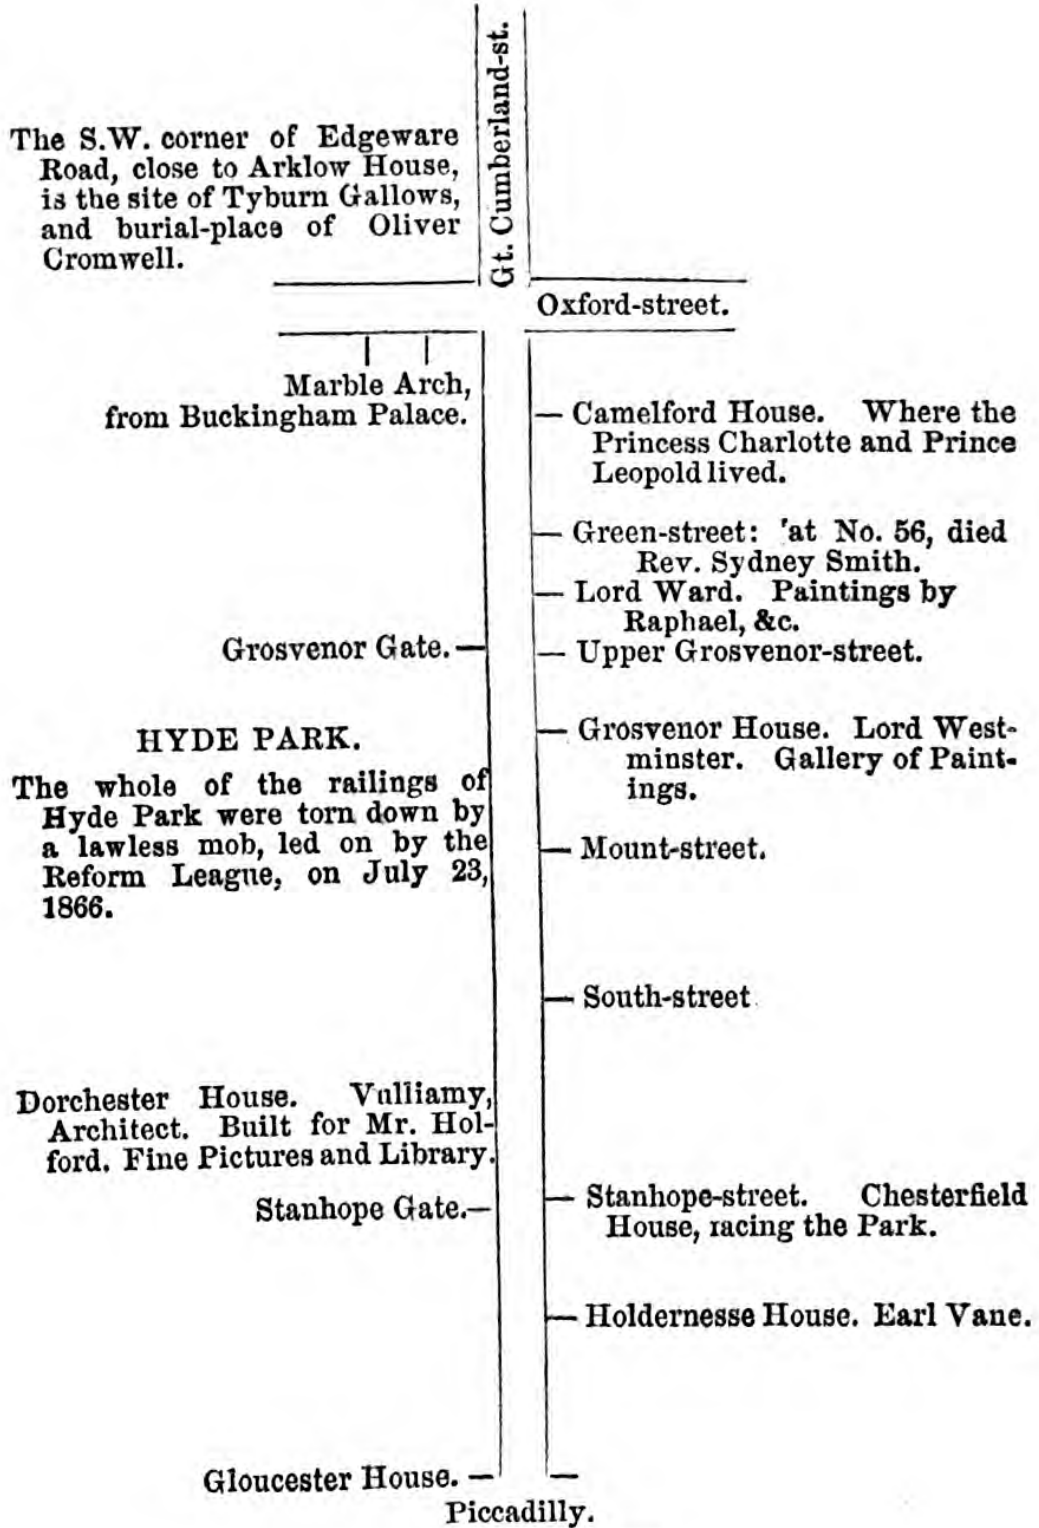 Gt. Cumberland-st.
The S.W. corner of Edgeware
Road, close to Arklow House,
is the site of Tyburn Gallows,
and burial-place of Oliver
Cromwell.
Oxford-street.
Marble Arch,
from Buckingham Palace.
Camelford House. Where the
Princess Charlotte and Prince
Leopold lived.
Green-street: 'at No. 56, died
Rev. Sydney Smith.
Lord Ward. Paintings by
Raphael, &c.
Grosvenor Gate.
Upper Grosvenor-street.
Grosvenor House. Lord West-
minster. Gallery of Paint-
ings.
HYDE PARK.
The whole of the railings of
Hyde Park were torn down by
a lawless mob, led on by the
Reform League, on July 23,
1866.
Mount-street.
South-street
Dorchester House. Vulliamy,
Architect. Built for Mr. Hol-
ford. Fine Pictures and Library.
Stanhope Gate.
Stanhope-street. Chesterfield
House, facing the Park.
Holdernesse House. Earl Vane.
Gloucester House.
Piccadilly.